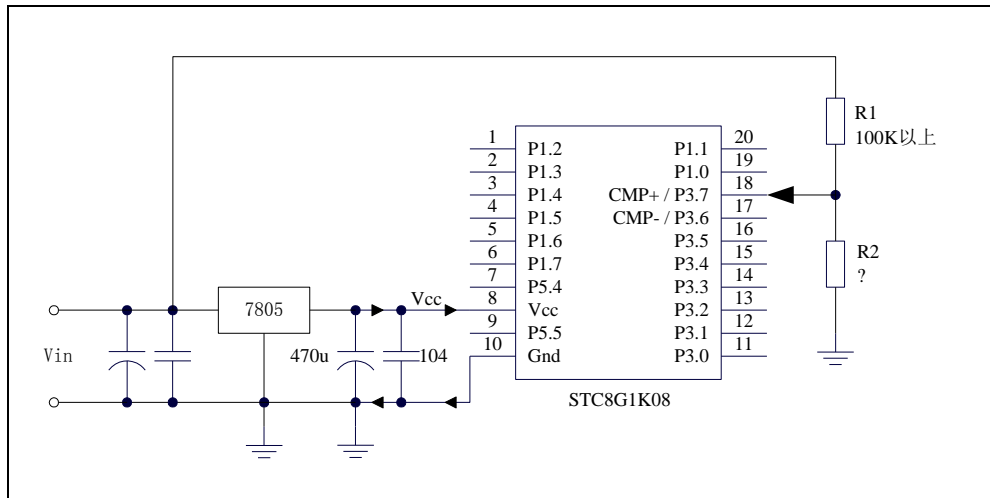 R1
100K以上
1
P1.2
P1.1
20
2
P1.3
P1.0
19
3
P1.4
CMP+ / P3.7
18
4
P1.5
CMP- / P3.6
17
5
P1.6
P3.5
16
6
P1.7
P3.4
15
7
P5.4
P3.3
14
8
Vcc
P3.2
13
9
P5.5
P3.1
12
10
Gnd
P3.0
11
R2
?
Vcc
7805
Vin
470u
104
STC8G1K08